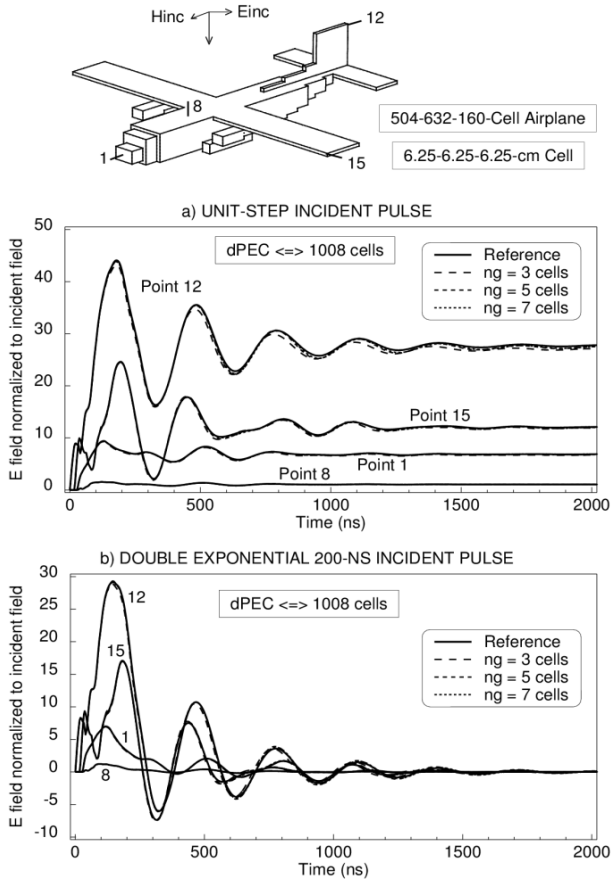 Hinc
Einc
12
8
1
15
504-632-160-Cell Airplane
6.25-6.25-6.25-cm Cell
a) UNIT-STEP INCIDENT PULSE
dPEC <=> 1008 cells
Reference
ng = 3 cells
ng = 5 cells
ng = 7 cells
Point 12
Point 15
Point 1
Point 8
E field normalized to incident field
50
40
30
20
10
0
0 500 1000 1500 2000
Time (ns)
b) DOUBLE EXPONENTIAL 200-NS INCIDENT PULSE
dPEC <=> 1008 cells
Reference
ng = 3 cells
ng = 5 cells
ng = 7 cells
12
15
1
8
E field normalized to incident field
30
25
20
15
10
5
0
-5
-10
0 500 1000 1500 2000
Time (ns)